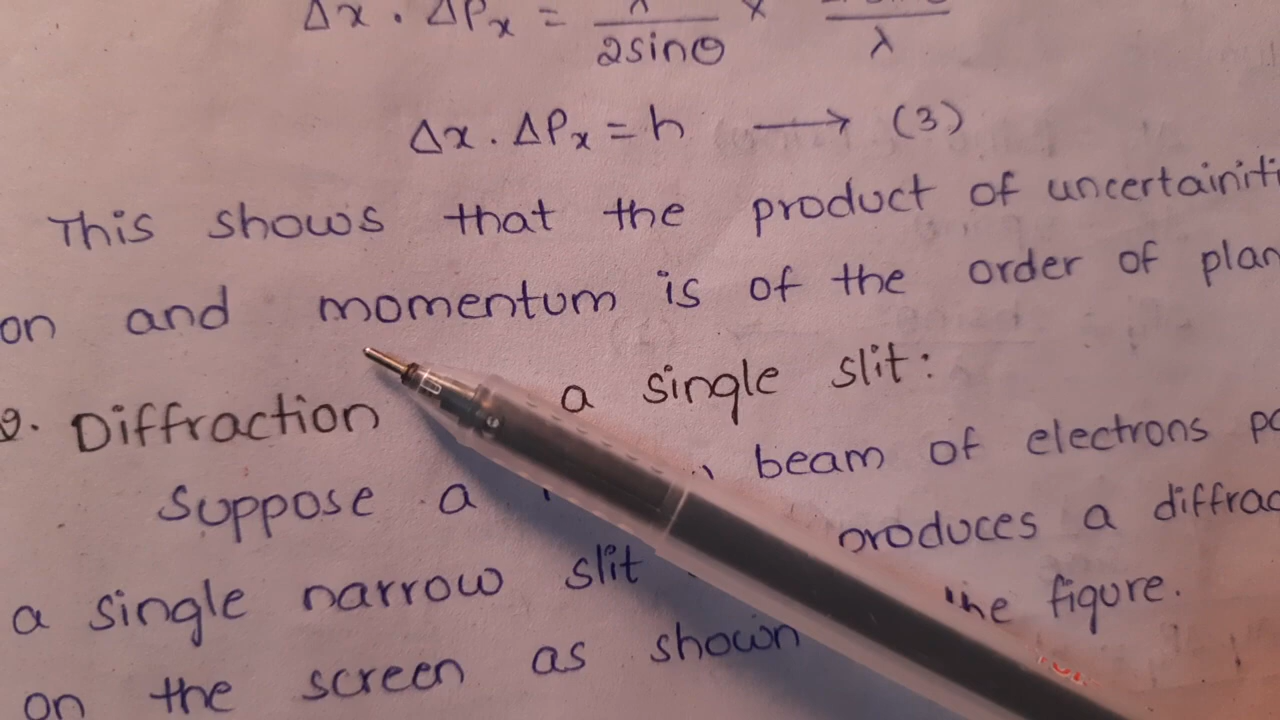 Δx . ΔPx = λ / 2sinθ ×  / λ
Δx . ΔPx = h ⟶ (3)
This shows that the product of uncertainiti
on and momentum is of the order of plan
2. Diffraction a single slit:
Suppose a beam of electrons pa
a single narrow slit produces a diffrac
on the screen as shown the figure.